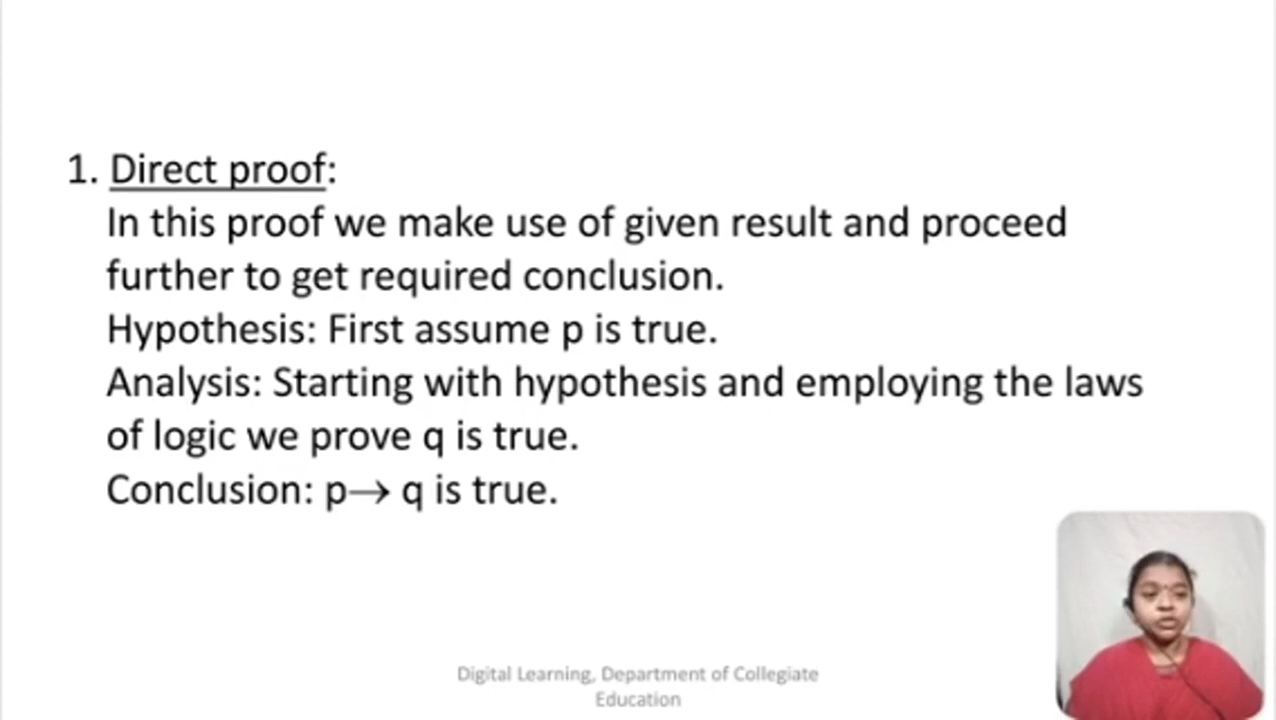 1. Direct proof:
In this proof we make use of given result and proceed
further to get required conclusion.
Hypothesis: First assume p is true.
Analysis: Starting with hypothesis and employing the laws
of logic we prove q is true.
Conclusion: p→ q is true.
Digital Learning, Department of Collegiate
Education